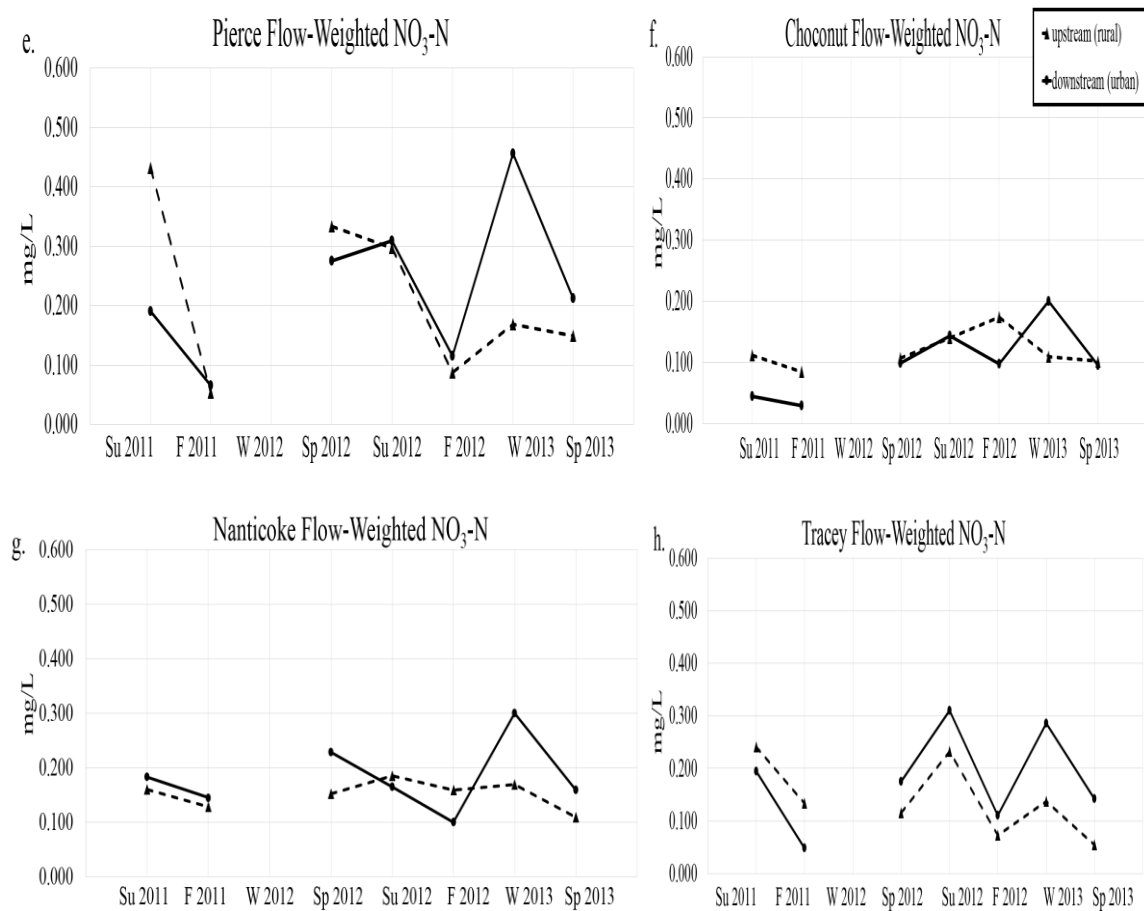 e.
Pierce Flow-Weighted NO₃-N
0.600
0.500
0.400
0.300
0.200
0.100
0.000
mg/L
Su 2011 F 2011 W 2012 Sp 2012 Su 2012 F 2012 W 2013 Sp 2013
f.
Choconut Flow-Weighted NO₃-N
upstream (rural)
downstream (urban)
0.600
0.500
0.400
0.300
0.200
0.100
0.000
mg/L
Su 2011 F 2011 W 2012 Sp 2012 Su 2012 F 2012 W 2013 Sp 2013
g.
Nanticoke Flow-Weighted NO₃-N
0.600
0.500
0.400
0.300
0.200
0.100
0.000
mg/L
Su 2011 F 2011 W 2012 Sp 2012 Su 2012 F 2012 W 2013 Sp 2013
h.
Tracey Flow-Weighted NO₃-N
0.600
0.500
0.400
0.300
0.200
0.100
0.000
mg/L
Su 2011 F 2011 W 2012 Sp 2012 Su 2012 F 2012 W 2013 Sp 2013